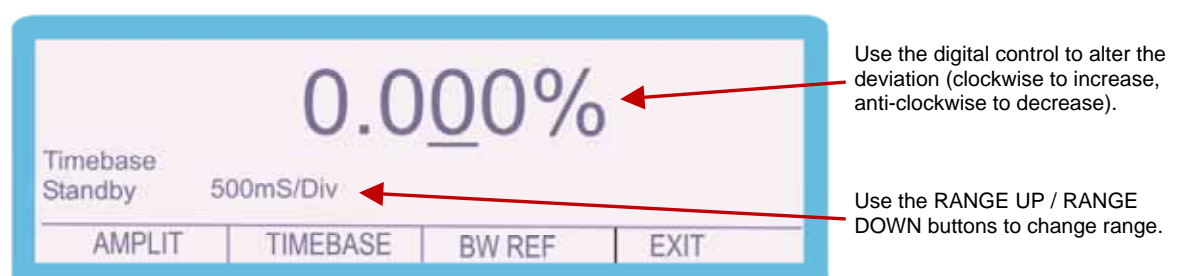 0.000%
Use the digital control to alter the
deviation (clockwise to increase,
anti-clockwise to decrease).
Timebase
Standby 500mS/Div
Use the RANGE UP / RANGE
DOWN buttons to change range.
AMPLIT TIMEBASE BW REF EXIT